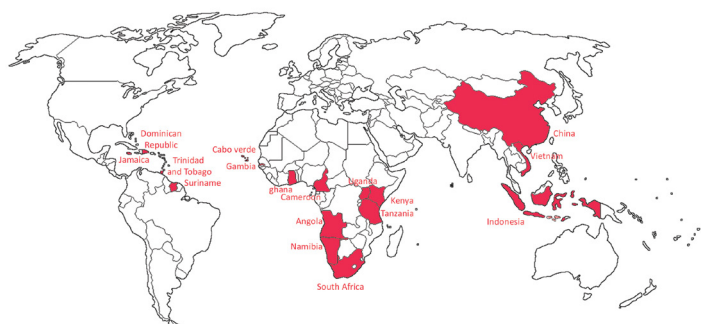 Dominican
Republic
Jamaica
Trinidad
and Tobago
Suriname
Cabo verde
Gambia
ghana
Cameroon
Uganda
Kenya
Tanzania
Angola
Namibia
South Africa
China
Vietnam
Indonesia